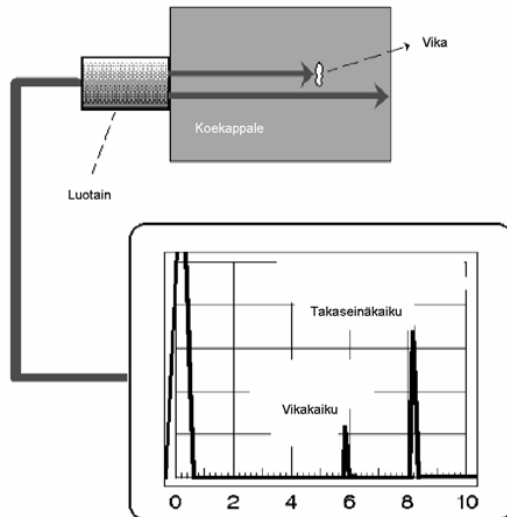 Vika
Koekappale
Luotain
Takaseinäkaiku
Vikakaiku
0 2 4 6 8 10